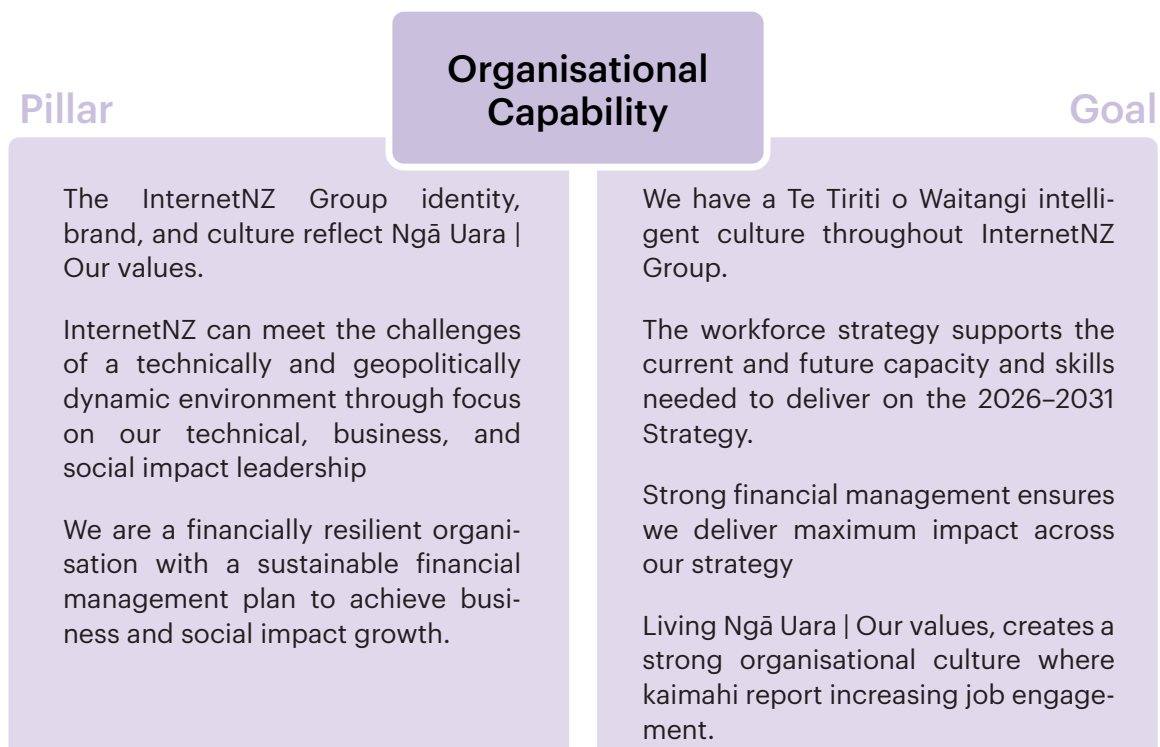 Organisational
Capability
Pillar
Goal
The InternetNZ Group identity,
brand, and culture reflect Ngā Uara |
Our values.
InternetNZ can meet the challenges
of a technically and geopolitically
dynamic environment through focus
on our technical, business, and
social impact leadership
We are a financially resilient organi-
sation with a sustainable financial
management plan to achieve busi-
ness and social impact growth.
We have a Te Tiriti o Waitangi intelli-
gent culture throughout InternetNZ
Group.
The workforce strategy supports the
current and future capacity and skills
needed to deliver on the 2026–2031
Strategy.
Strong financial management ensures
we deliver maximum impact across
our strategy
Living Ngā Uara | Our values, creates a
strong organisational culture where
kaimahi report increasing job engage-
ment.